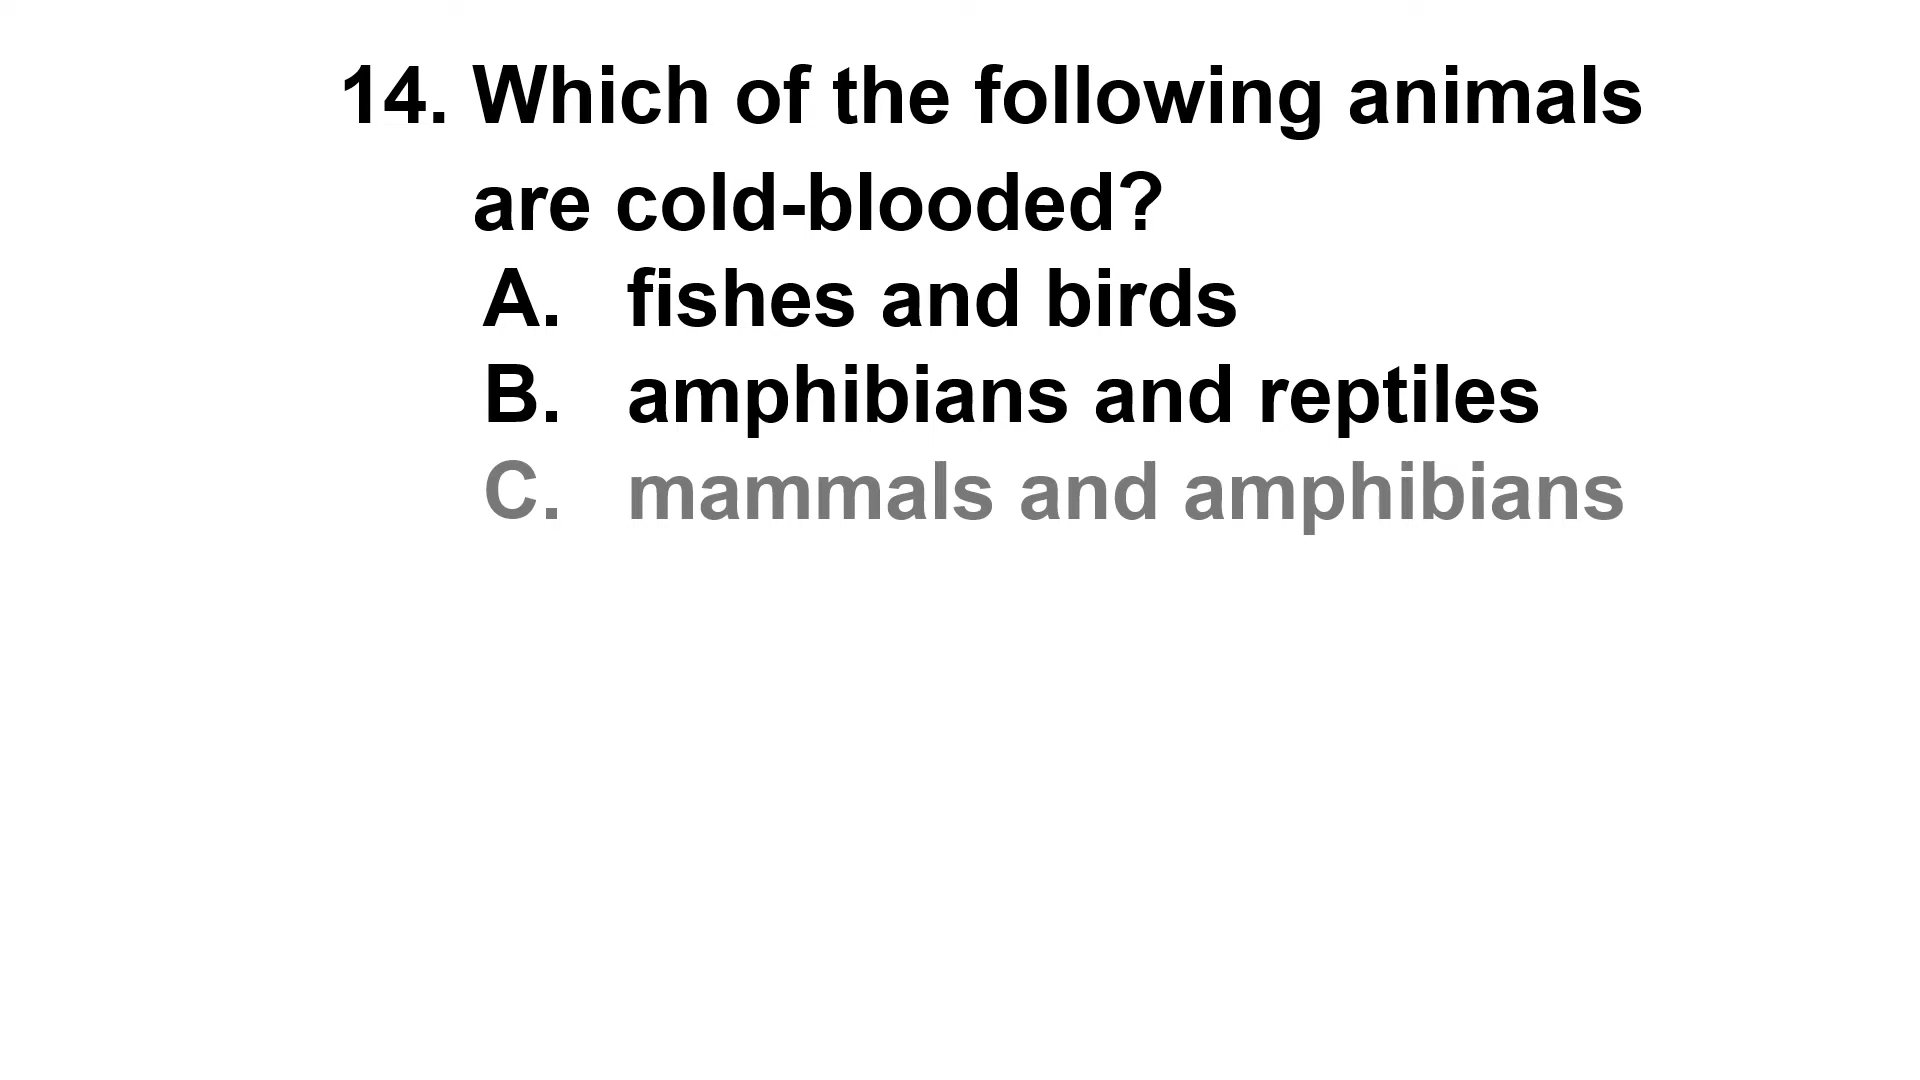 14. Which of the following animals
are cold-blooded?
A. fishes and birds
B. amphibians and reptiles
C. mammals and amphibians